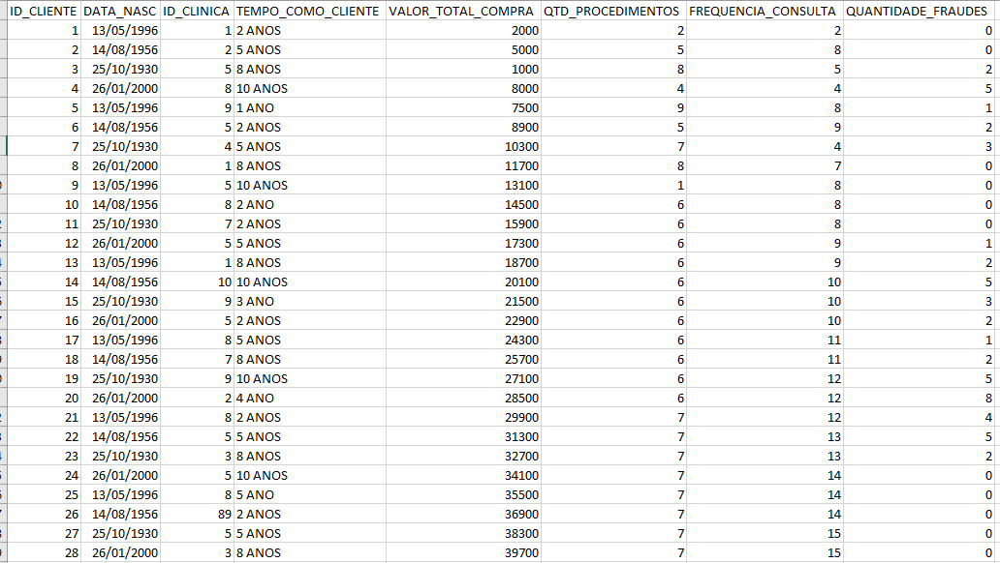 ID_CLIENTE DATA_NASC ID_CLINICA TEMPO_COMO_CLIENTE VALOR_TOTAL_COMPRA QTD_PROCEDIMENTOS FREQUENCIA_CONSULTA QUANTIDADE_FRAUDES
1 13/05/1996 1 2 ANOS 2000 2 2 0
2 14/08/1956 2 5 ANOS 5000 5 8 0
3 25/10/1930 5 8 ANOS 1000 8 5 2
4 26/01/2000 8 10 ANOS 8000 4 4 5
5 13/05/1996 9 1 ANO 7500 9 8 1
6 14/08/1956 5 2 ANOS 8900 5 9 2
7 25/10/1930 4 5 ANOS 10300 7 4 3
8 26/01/2000 1 8 ANOS 11700 8 7 0
9 13/05/1996 5 10 ANOS 13100 1 8 0
10 14/08/1956 8 2 ANO 14500 6 8 0
11 25/10/1930 7 2 ANOS 15900 6 8 0
12 26/01/2000 5 5 ANOS 17300 6 9 1
13 13/05/1996 1 8 ANOS 18700 6 9 2
14 14/08/1956 10 10 ANOS 20100 6 10 5
15 25/10/1930 9 3 ANO 21500 6 10 3
16 26/01/2000 5 2 ANOS 22900 6 10 2
17 13/05/1996 8 5 ANOS 24300 6 11 1
18 14/08/1956 7 8 ANOS 25700 6 11 2
19 25/10/1930 9 10 ANOS 27100 6 12 5
20 26/01/2000 2 4 ANO 28500 6 12 8
21 13/05/1996 8 2 ANOS 29900 7 12 4
22 14/08/1956 5 5 ANOS 31300 7 13 5
23 25/10/1930 3 8 ANOS 32700 7 13 2
24 26/01/2000 5 10 ANOS 34100 7 14 0
25 13/05/1996 8 5 ANO 35500 7 14 0
26 14/08/1956 89 2 ANOS 36900 7 14 0
27 25/10/1930 5 5 ANOS 38300 7 15 0
28 26/01/2000 3 8 ANOS 39700 7 15 0